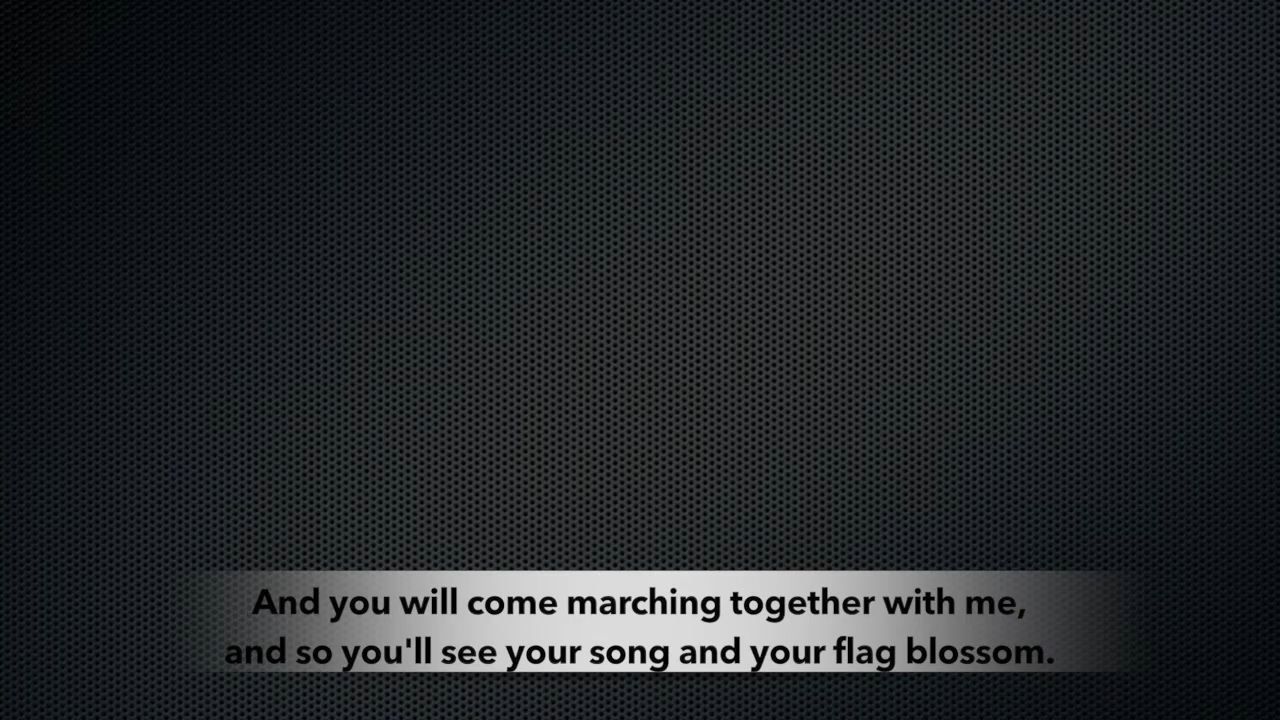 And you will come marching together with me,
and so you'll see your song and your flag blossom.